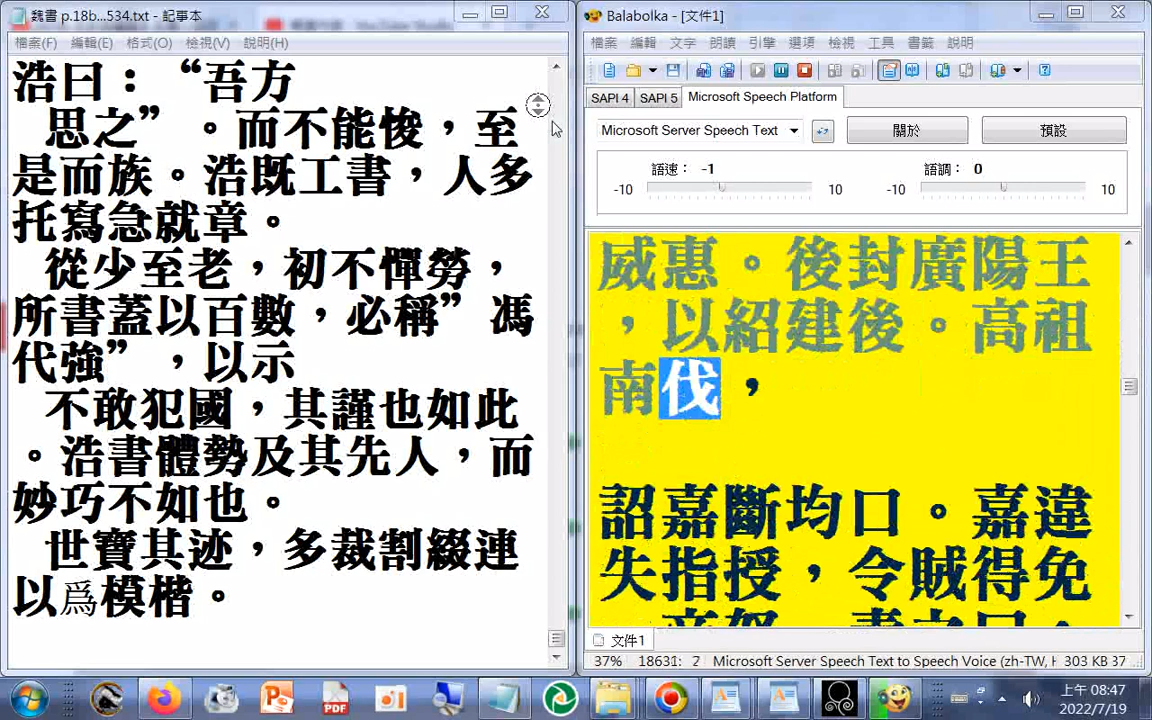 魏書 p.18b...534.txt - 記事本
檔案(F) 編輯(E) 格式(O) 檢視(V) 說明(H)
浩曰：“吾方
思之”。而不能悛，至
是而族。浩既工書，人多
托寫急就章。
從少至老，初不憚勞，
所書蓋以百數，必稱”馮
代強”，以示
不敢犯國，其謹也如此
。浩書體勢及其先人，而
妙巧不如也。
世寶其迹，多裁割綴連
以爲模楷。
Balabolka - [文件1]
檔案 編輯 文字 朗讀 引擎 選項 檢視 工具 書籤 說明
SAPI 4 SAPI 5 Microsoft Speech Platform
Microsoft Server Speech Text 關於 預設
語速： -1 語調： 0
-10 10 -10 10
威惠。後封廣陽王
，以紹建後。高祖
南伐，
詔嘉斷均口。嘉違
失指授，令賊得免
文件1
37% 18631: 2 Microsoft Server Speech Text to Speech Voice (zh-TW, H 303 KB 37
上午 08:47
2022/7/19